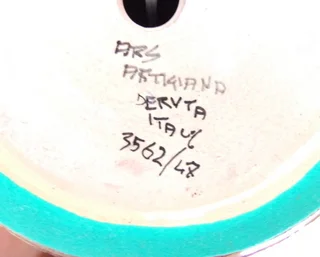 ARS
ARTIGIANA
DERUTA
ITALY
3562/48